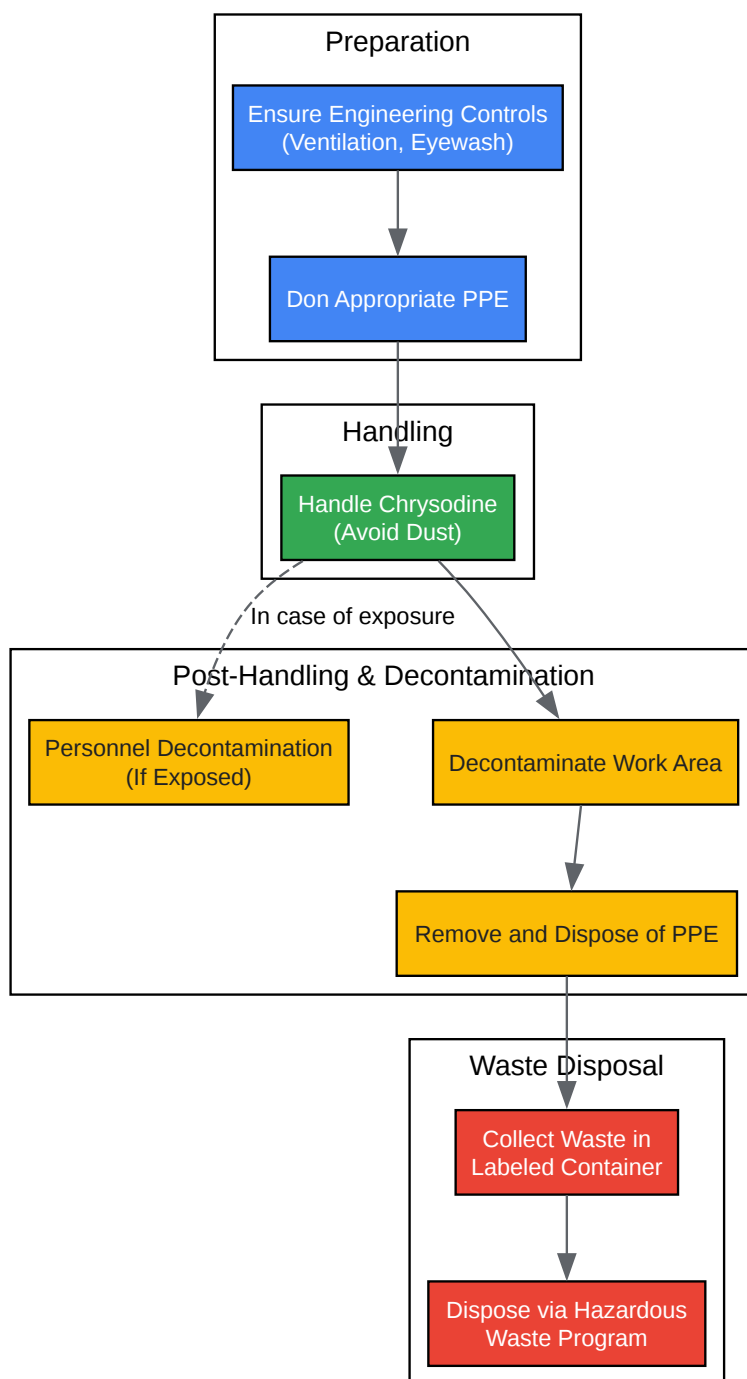 Preparation
Ensure Engineering Controls
(Ventilation, Eyewash)
Don Appropriate PPE
Handling
Handle Chrysodine
(Avoid Dust)
In case of exposure
Post-Handling & Decontamination
Personnel Decontamination
(If Exposed)
Decontaminate Work Area
Remove and Dispose of PPE
Waste Disposal
Collect Waste in
Labeled Container
Dispose via Hazardous
Waste Program